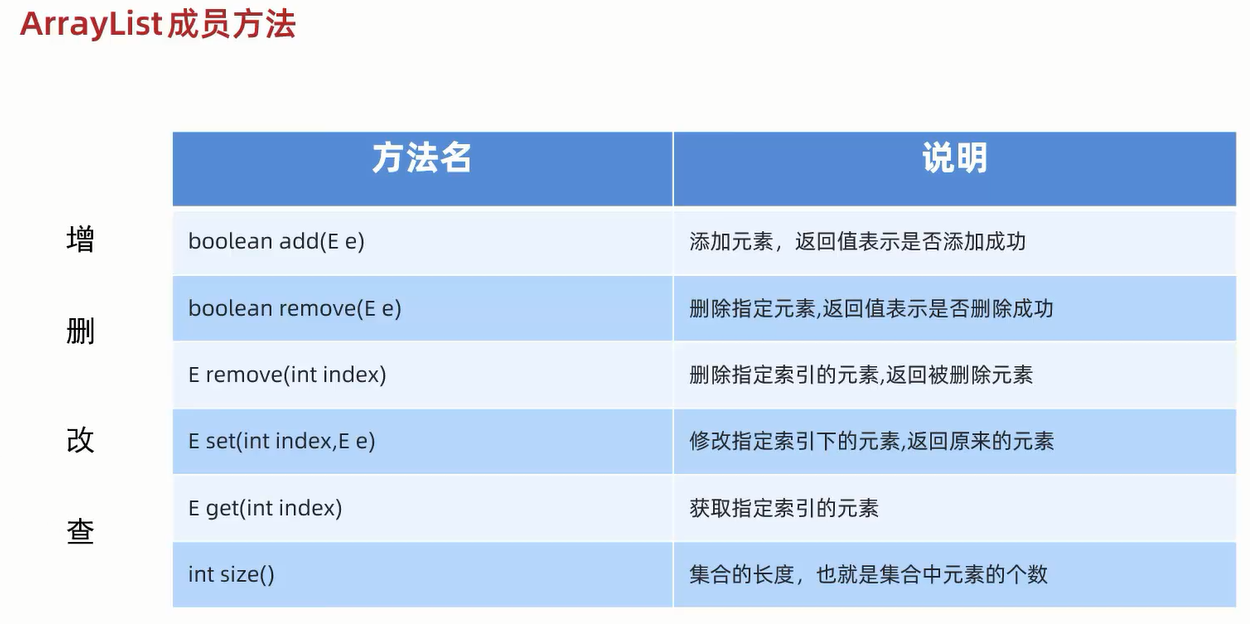 ArrayList成员方法
方法名 说明
增 boolean add(E e) 添加元素，返回值表示是否添加成功
删 boolean remove(E e) 删除指定元素,返回值表示是否删除成功
E remove(int index) 删除指定索引的元素,返回被删除元素
改 E set(int index,E e) 修改指定索引下的元素,返回原来的元素
查 E get(int index) 获取指定索引的元素
int size() 集合的长度，也就是集合中元素的个数